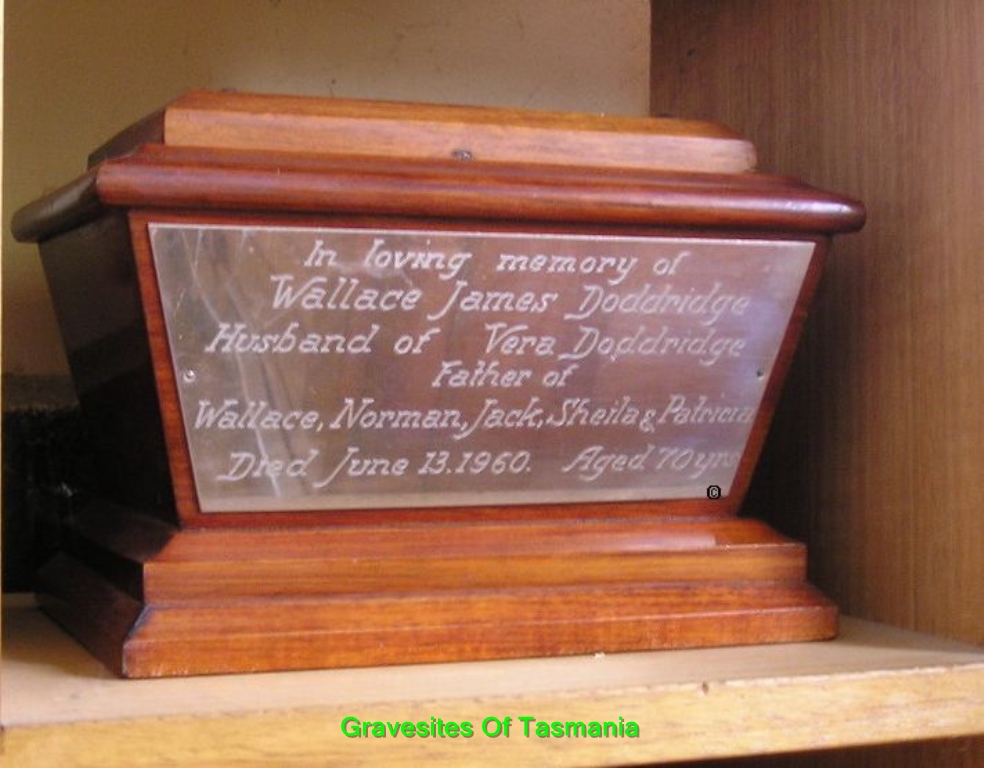 In loving memory of
Wallace James Doddridge
Husband of Vera Doddridge
Father of
Wallace, Norman, Jack, Sheila & Patricia
Died June 13.1960. Aged 70 yrs
©
Gravesites Of Tasmania